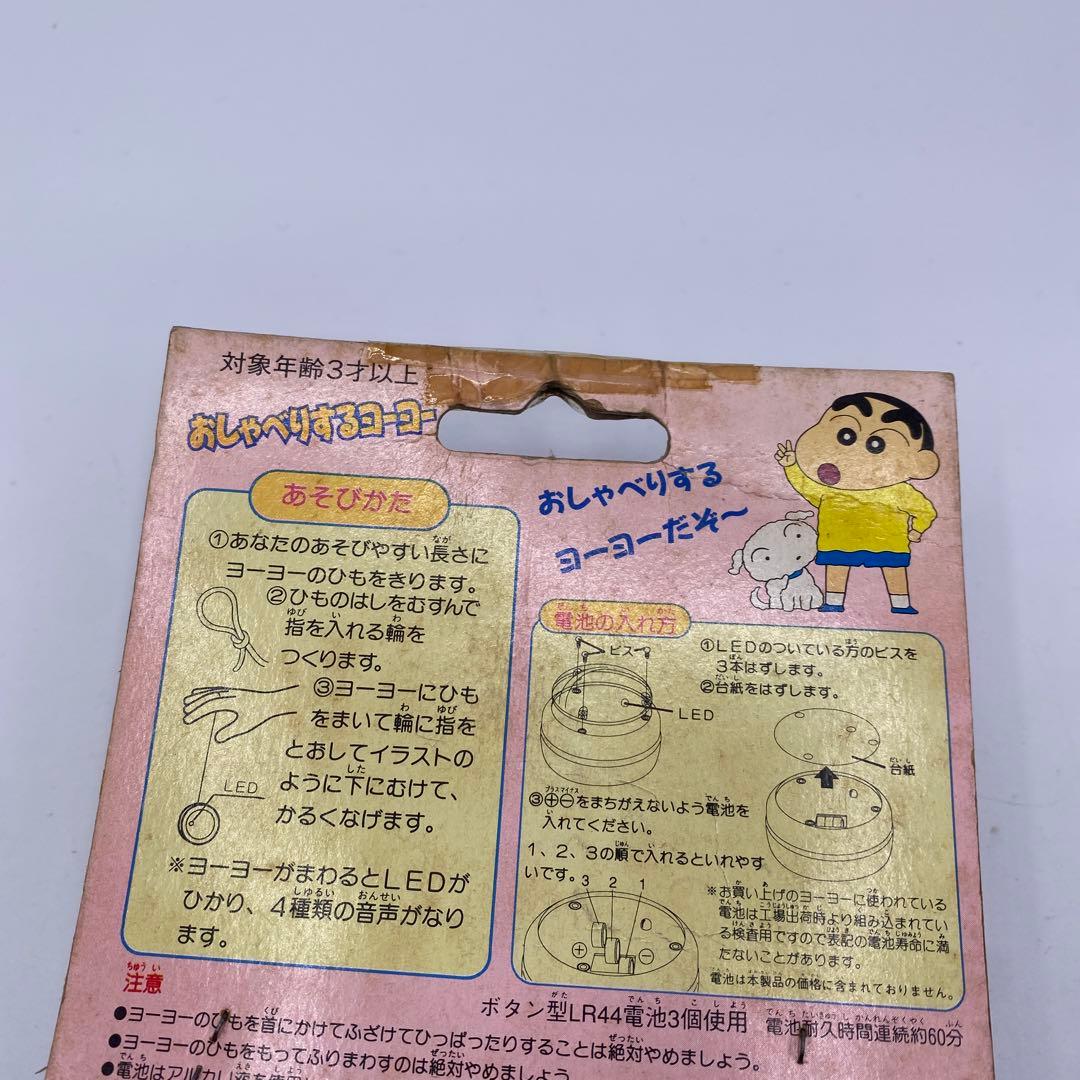 対象年齢3才以上
おしゃべりするヨーヨー
おしゃべりする
ヨーヨーだぞ〜
あそびかた
①あなたのあそびやすい長さに
ヨーヨーのひもをきります。
②ひものはしをむすんで
指を入れる輪を
つくります。
③ヨーヨーにひも
をまいて輪に指を
とおしてイラストの
ように下にむけて、
かるくなげます。
LED
※ヨーヨーがまわるとLEDが
ひかり、4種類の音声がなり
ます。
電池の入れ方
①LEDのついている方のビスを
3本はずします。
②台紙をはずします。
ビス
LED
台紙
③⊕⊖をまちがえないよう電池を
入れてください。
1、2、3の順で入れるといれやす
いです。
3 2 1
※お買い上げのヨーヨーに使われている
電池は工場出荷時より組み込まれてい
る検査用ですので表記の電池寿命に満
たないことがあります。
電池は本製品の価格に含まれておりません。
ボタン型LR44電池3個使用 電池耐久時間連続約60分
注意
●ヨーヨーのひもを首にかけてふざけてひっぱったりすることは絶対やめましょう。
●ヨーヨーのひもをもってふりまわすのは絶対やめましょう。
●電池はアルカリ液を